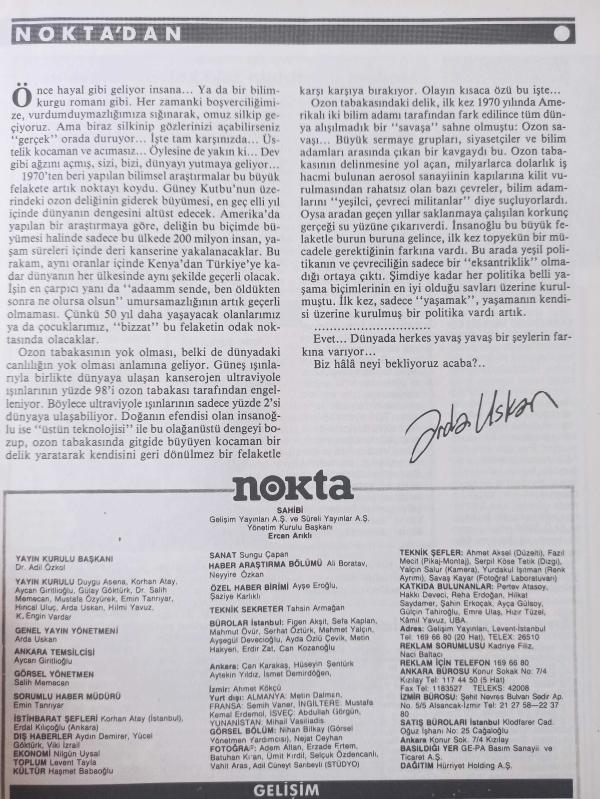 NOKTA'DAN
Önce hayal gibi geliyor insana... Ya da bir bilim-
kurgu romanı gibi. Her zamanki boşverciliğimi-
ze, vurdumduymazlığımıza sığınarak, omuz silkip ge-
çiyoruz. Ama biraz silkinip gözlerinizi açabilirseniz
"gerçek" orada duruyor... İşte tam karşınızda... Üs-
telik kocaman ve acımasız... Öylesine de yakın ki... Dev
gibi ağzını açmış, sizi, bizi, dünyayı yutmaya geliyor...
1970'ten beri yapılan bilimsel araştırmalar bu büyük
felakete artık noktayı koydu. Güney Kutbu'nun üze-
rindeki ozon deliğinin giderek büyümesi, en geç elli yıl
içinde dünyanın dengesini altüst edecek. Amerika'da
yapılan bir araştırmaya göre, deliğin bu biçimde bü-
yümesi halinde sadece bu ülkede 200 milyon insan, ya-
şam süreleri içinde deri kanserine yakalanacaklar. Bu
rakam, aynı oranlar içinde Kenya'dan Türkiye'ye ka-
dar dünyanın her ülkesinde aynı şekilde geçerli olacak.
İşin en çarpıcı yanı da "adaamm sende, ben öldükten
sonra ne olursa olsun" umursamazlığının artık geçerli
olmaması. Çünkü 50 yıl daha yaşayacak olanlarımız
ya da çocuklarımız, "bizzat" bu felaketin odak nok-
tasında olacaklar.
Ozon tabakasının yok olması, belki de dünyadaki
canlılığın yok olması anlamına geliyor. Güneş ışınla-
rıyla birlikte dünyaya ulaşan kanserojen ultraviyole
ışınlarının yüzde 98'i ozon tabakası tarafından engel-
leniyor. Böylece ultraviyole ışınlarının sadece yüzde 2'si
dünyaya ulaşabiliyor. Doğanın efendisi olan insanoğ-
lu ise "üstün teknolojisi" ile bu olağanüstü dengeyi bo-
zup, ozon tabakasında gitgide büyüyen kocaman bir
delik yaratarak kendisini geri dönülmez bir felaketle
karşı karşıya bırakıyor. Olayın kısaca özü bu işte...
Ozon tabakasındaki delik, ilk kez 1970 yılında Ame-
rikalı iki bilim adamı tarafından fark edilince tüm dün-
ya alışılmadık bir "savaşa" sahne olmuştu: Ozon sa-
vaşı... Büyük sermaye grupları, siyasetçiler ve bilim
adamları arasında çıkan bir kavgaydı bu. Ozon taba-
kasının delinmesine yol açan, milyarlarca dolarlık iş
hacmi bulunan aerosol sanayiinin kapılarına kilit vu-
rulmasından rahatsız olan bazı çevreler, bilim adam-
larını "yeşilci, çevreci militanlar" diye suçluyorlardı.
Oysa aradan geçen yıllar saklanmaya çalışılan korkunç
gerçeği su yüzüne çıkarıverdi. İnsanoğlu bu büyük fe-
laketle burun buruna gelince, ilk kez topyekün bir mü-
cadele gerektiğinin farkına vardı. Bu arada yeşil poli-
tikanın ve çevreciliğin sadece bir "eksantriklik" olma-
dığı ortaya çıktı. Şimdiye kadar her politika belli ya-
şama biçimlerinin en iyi olduğu savları üzerine kurul-
muştu. İlk kez, sadece "yaşamak", yaşamanın kendi-
si üzerine kurulmuş bir politika vardı artık.
..............................
Evet... Dünyada herkes yavaş yavaş bir şeylerin far-
kına varıyor...
Biz hâlâ neyi bekliyoruz acaba?..
Arda Uskan
nokta
SAHİBİ
Gelişim Yayınları A.Ş. ve Süreli Yayınlar A.Ş.
Yönetim Kurulu Başkanı
Ercan Arıklı
YAYIN KURULU BAŞKANI
Dr. Adil Özkol
YAYIN KURULU Duygu Asena, Korhan Atay,
Aycan Giritlioğlu, Gülay Göktürk, Dr. Salih
Memecan, Mustafa Özyürek, Emin Tanrıyar,
Hıncal Uluç, Arda Uskan, Hilmi Yavuz,
K. Engin Vardar
GENEL YAYIN YÖNETMENİ
Arda Uskan
ANKARA TEMSİLCİSİ
Aycan Giritlioğlu
GÖRSEL YÖNETMEN
Salih Memecan
SORUMLU HABER MÜDÜRÜ
Emin Tanrıyar
İSTİHBARAT ŞEFLERİ Korhan Atay (İstanbul),
Erdal Kılıçoğlu (Ankara)
DIŞ HABERLER Aydın Demirer, Yücel
Göktürk, Viki İzrail
EKONOMİ Nilgün Uysal
TOPLUM Levent Tayla
KÜLTÜR Haşmet Babaoğlu
SANAT Sungu Çapan
HABER ARAŞTIRMA BÖLÜMÜ Ali Boratav,
Neyyire Özkan
ÖZEL HABER BİRİMİ Ayşe Eroğlu,
Saziye Karıklı
TEKNİK SEKRETER Tahsin Armağan
BÜROLAR İstanbul: Figen Akşit, Sefa Kaplan,
Mahmut Övür, Serhat Öztürk, Mehmet Yalçın,
Ayşegül Devecioğlu, Ayda Özlü Çevik, Metin
Hakyeri, Erdir Zat, Can Kozanoğlu
Ankara: Can Karakaş, Hüseyin Şentürk
Aytekin Yıldız, İsmet Demirdöğen,
İzmir: Ahmet Kökçü
Yurt dışı: ALMANYA: Metin Dalman,
FRANSA: Semih Vaner, İNGİLTERE: Mustafa
Kemal Erdemol, İSVEÇ: Abdullah Gürgün,
YUNANİSTAN: Mihail Vasiliadis
GÖRSEL BÖLÜM: Nihan Bilkay (Görsel
Yönetmen Yardımcısı), Nejat Ceyhan
FOTOĞRAF: Adem Altan, Erzade Ertem,
Batuhan Kıran, Ümit Kırdil, Selçuk Özdencanlı,
Vahit Aras, Adil Cüneyt Sarıbeyli (STÜDYO)
TEKNİK ŞEFLER: Ahmet Aksel (Düzelti), Fazıl
Mecit (Pikaj-Montaj), Serpil Köse Tetik (Dizgi),
Yalçın Salur (Kamera), Yurdakul Işılman (Renk
Ayrımı), Savaş Kayar (Fotoğraf Laboratuvarı)
KATKIDA BULUNANLAR: Pertev Atasoy,
Hakkı Deveci, Reha Erdoğan, Hikat
Saydamer, Şahin Erkoçak, Ayça Gülsoy,
Gülçin Tahiroğlu, Emre Ulaş, Hızır Tüzel,
Kâmil Yavuz, UBA.
Adres: Gelişim Yayınları, Levent-İstanbul
Tel: 169 66 80 (20 Hat), TELEX: 26510
REKLAM SORUMLUSU Kadriye Filiz,
Naci Baltacı
REKLAM İÇİN TELEFON 169 66 80
ANKARA BÜROSU Konur Sokak No: 7/4
Kızılay Tel: 117 44 50 (5 Hat)
Fax Tel: 1183527 TELEKS: 42008
İZMİR BÜROSU: Şehit Nevres Bulvarı Sadır Ap.
No. 5/5 Alsancak-İzmir Tel: 21 27 58—22 37
80
SATIŞ BÜROLARI İstanbul Klodfarer Cad.
Oğuz İşhanı No: 25 Cağaloğlu
Ankara Konur Sok. 7/4 Kızılay
BASILDIĞI YER GE-PA Basım Sanayii ve
Ticaret A.Ş.
DAĞITIM Hürriyet Holding A.Ş.
GELİŞİM